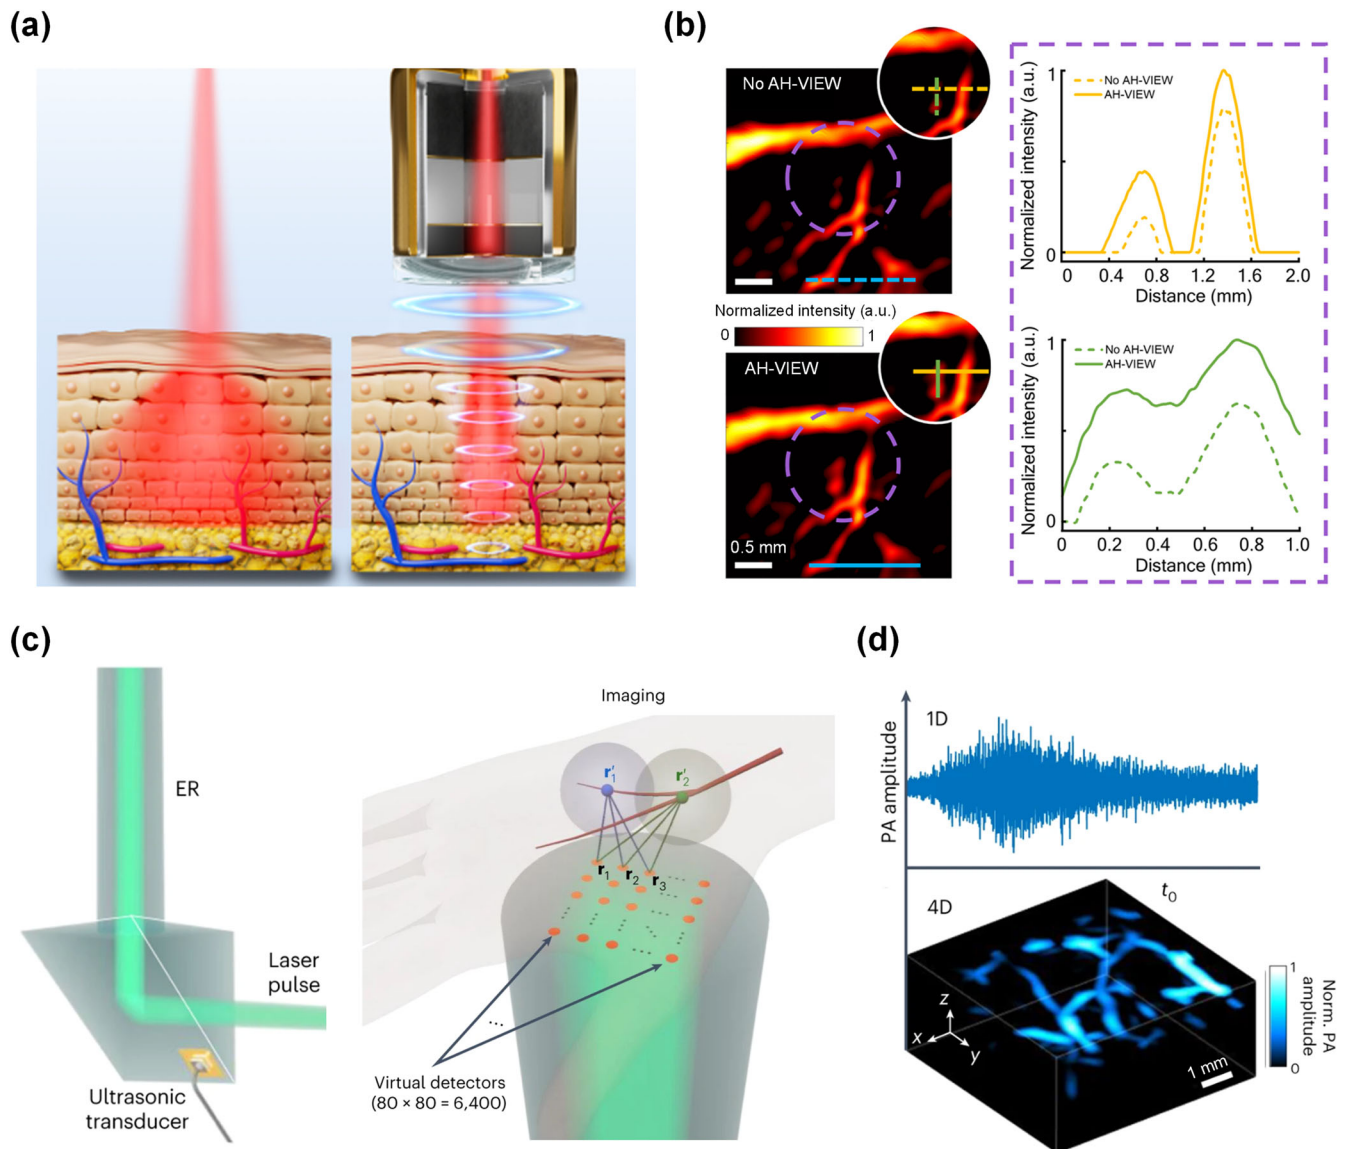 (a)
(b)
No AH-VIEW
Normalized intensity (a.u.)
0
1
AH-VIEW
0.5 mm
Normalized intensity (a.u.)
1
0
No AH-VIEW
AH-VIEW
0 0.4 0.8 1.2 1.6 2.0
Distance (mm)
Normalized intensity (a.u.)
1
0
No AH-VIEW
AH-VIEW
0 0.2 0.4 0.6 0.8 1.0
Distance (mm)
(c)
ER
Laser
pulse
Ultrasonic
transducer
Imaging
r′1
r′2
r1
r2
r3
...
Virtual detectors
(80 × 80 = 6,400)
(d)
PA amplitude
1D
4D
t0
z
x
y
1 mm
1
0
Norm. PA
amplitude